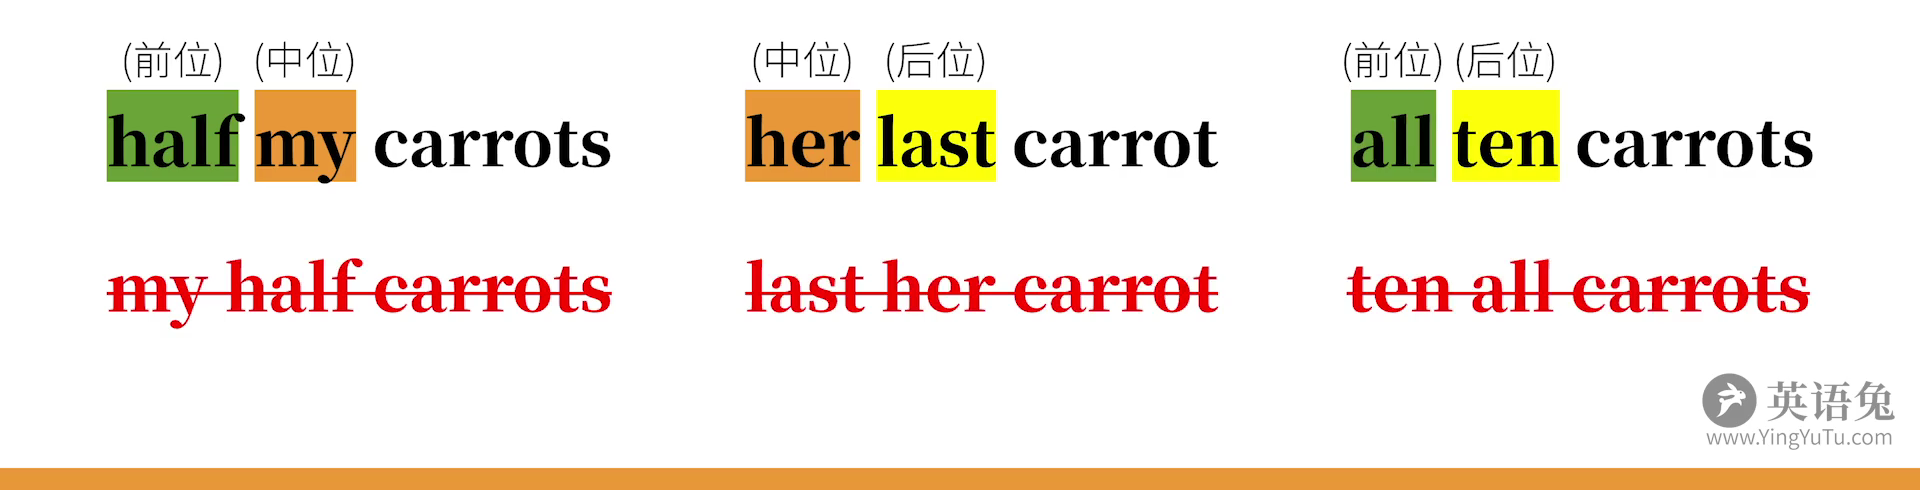 (前位) (中位) (中位) (后位) (前位) (后位)
half my carrots her last carrot all ten carrots
my half carrots last her carrot ten all carrots
英语兔
www.YingYuTu.com